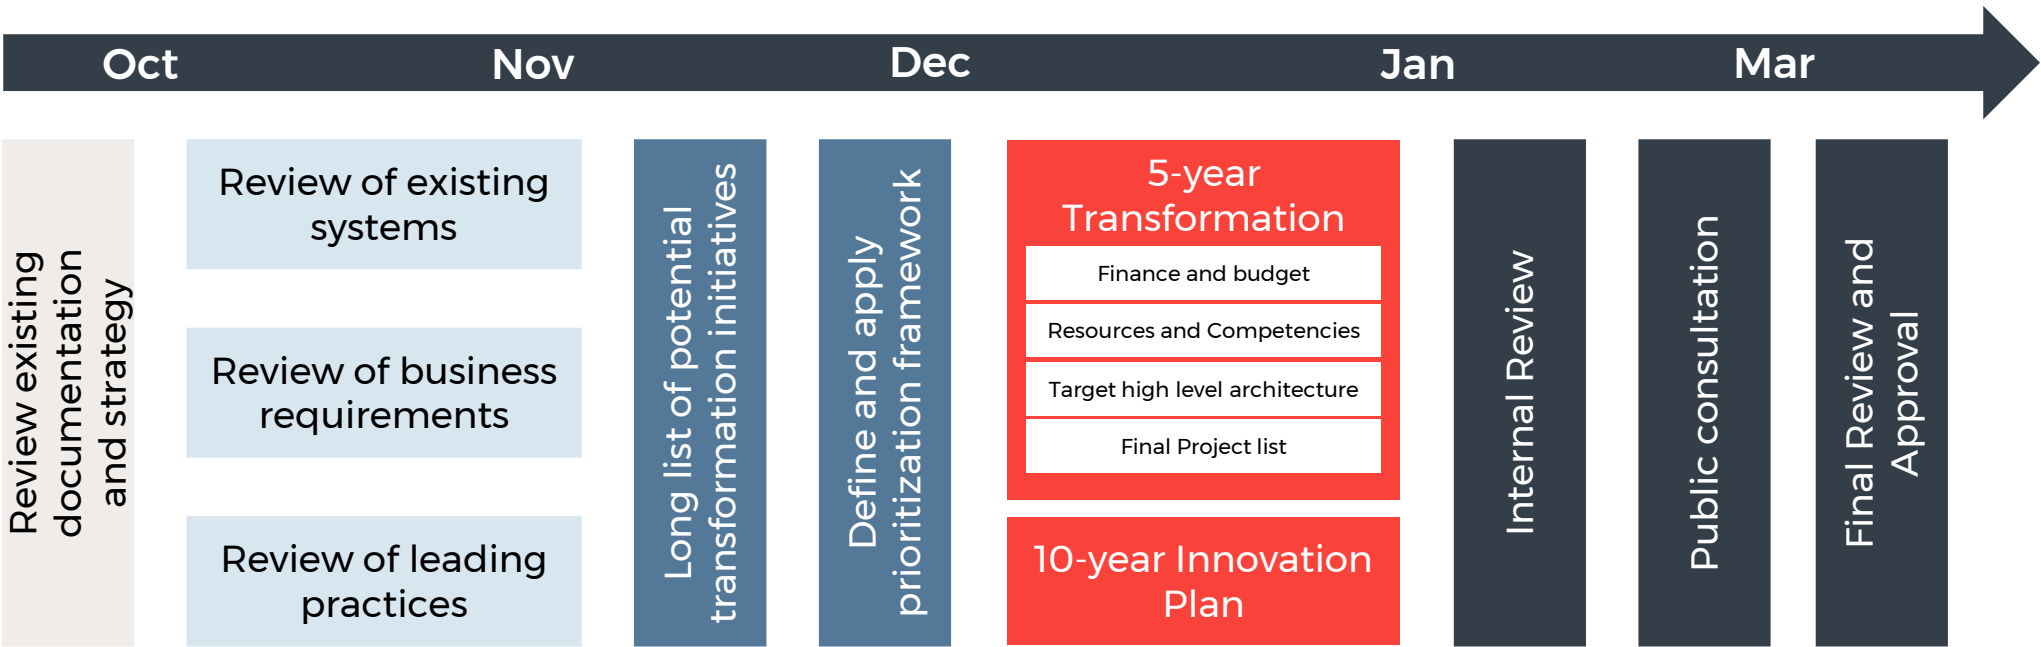 Oct
Nov
Dec
Jan
Mar
Review existing
documentation
and strategy
Review of existing
systems
Review of business
requirements
Review of leading
practices
Long list of potential
transformation initiatives
Define and apply
prioritization framework
5-year
Transformation
Finance and budget
Resources and Competencies
Target high level architecture
Final Project list
10-year Innovation
Plan
Internal Review
Public consultation
Final Review and
Approval